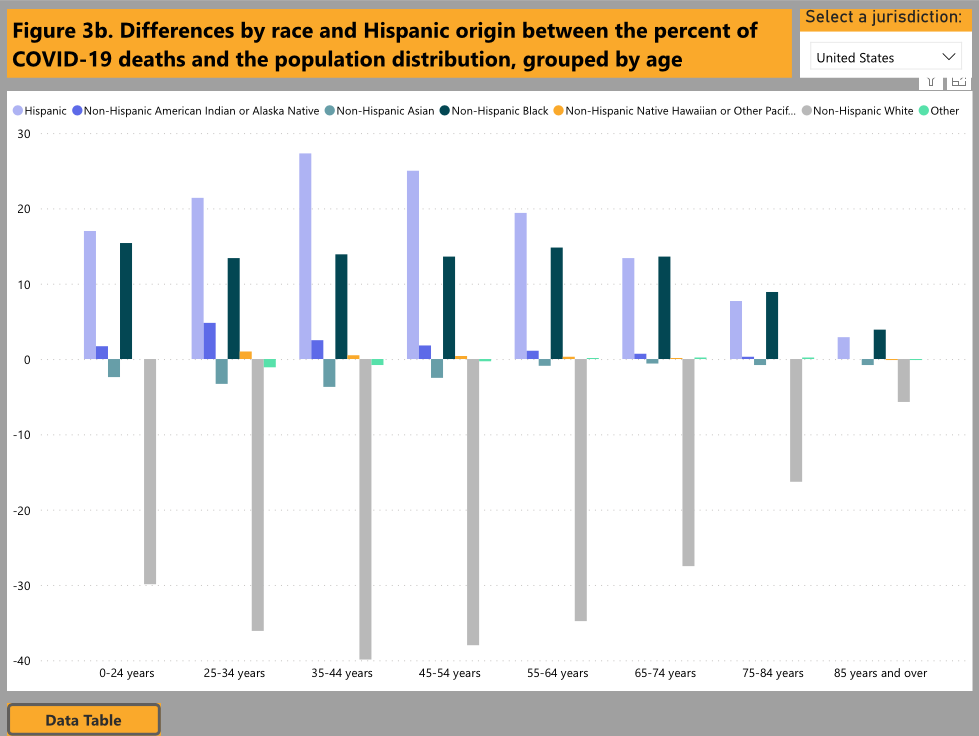 Figure 3b. Differences by race and Hispanic origin between the percent of
COVID-19 deaths and the population distribution, grouped by age
Select a jurisdiction:
United States
Hispanic Non-Hispanic American Indian or Alaska Native Non-Hispanic Asian Non-Hispanic Black Non-Hispanic Native Hawaiian or Other Pacif... Non-Hispanic White Other
30
20
10
0
-10
-20
-30
-40
0-24 years 25-34 years 35-44 years 45-54 years 55-64 years 65-74 years 75-84 years 85 years and over
Data Table